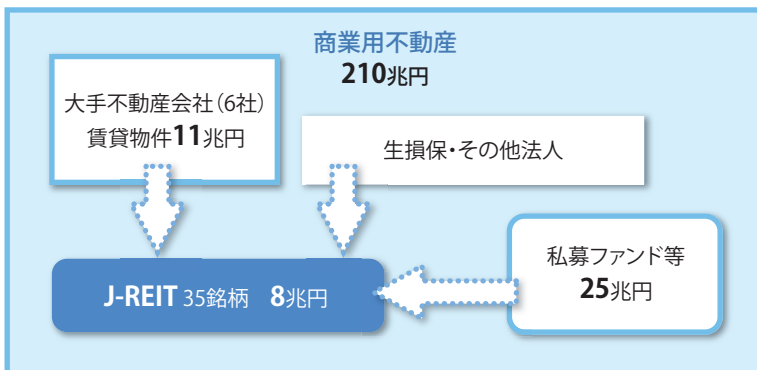 商業用不動産
210兆円
大手不動産会社(6社)
賃貸物件11兆円
生損保・その他法人
私募ファンド等
25兆円
J-REIT 35銘柄 8兆円